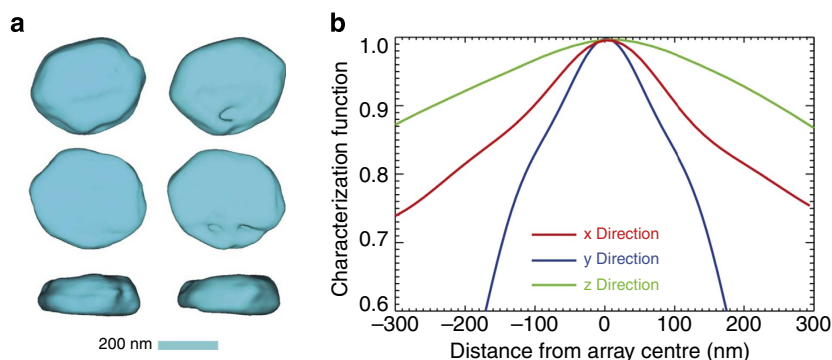 a
200 nm
b
Characterization function
1.0
0.9
0.8
0.7
0.6
x Direction
y Direction
z Direction
−300 −200 −100 0 100 200 300
Distance from array centre (nm)